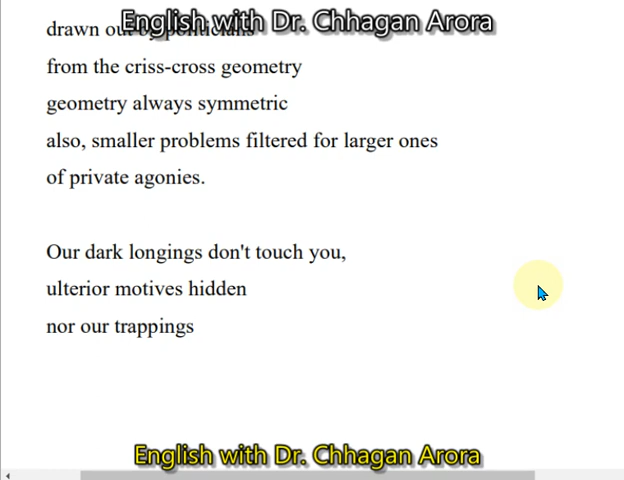 English with Dr. Chhagan Arora
drawn out by politicians
from the criss-cross geometry
geometry always symmetric
also, smaller problems filtered for larger ones
of private agonies.
Our dark longings don't touch you,
ulterior motives hidden
nor our trappings
English with Dr. Chhagan Arora